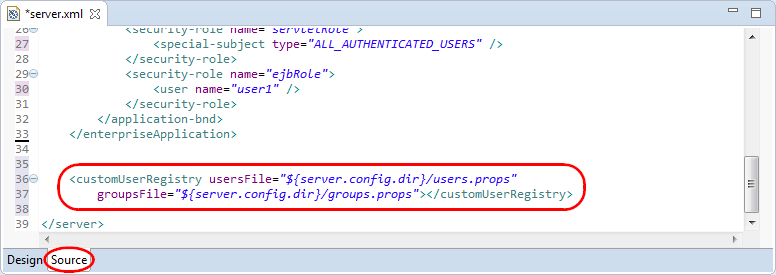 *server.xml
26 <security-role name="servletRole">
27 <special-subject type="ALL_AUTHENTICATED_USERS" />
28 </security-role>
29 <security-role name="ejbRole">
30 <user name="user1" />
31 </security-role>
32 </application-bnd>
33 </enterpriseApplication>
34
35
36 <customUserRegistry usersFile="${server.config.dir}/users.props"
37 groupsFile="${server.config.dir}/groups.props"></customUserRegistry>
38
39 </server>
Design Source